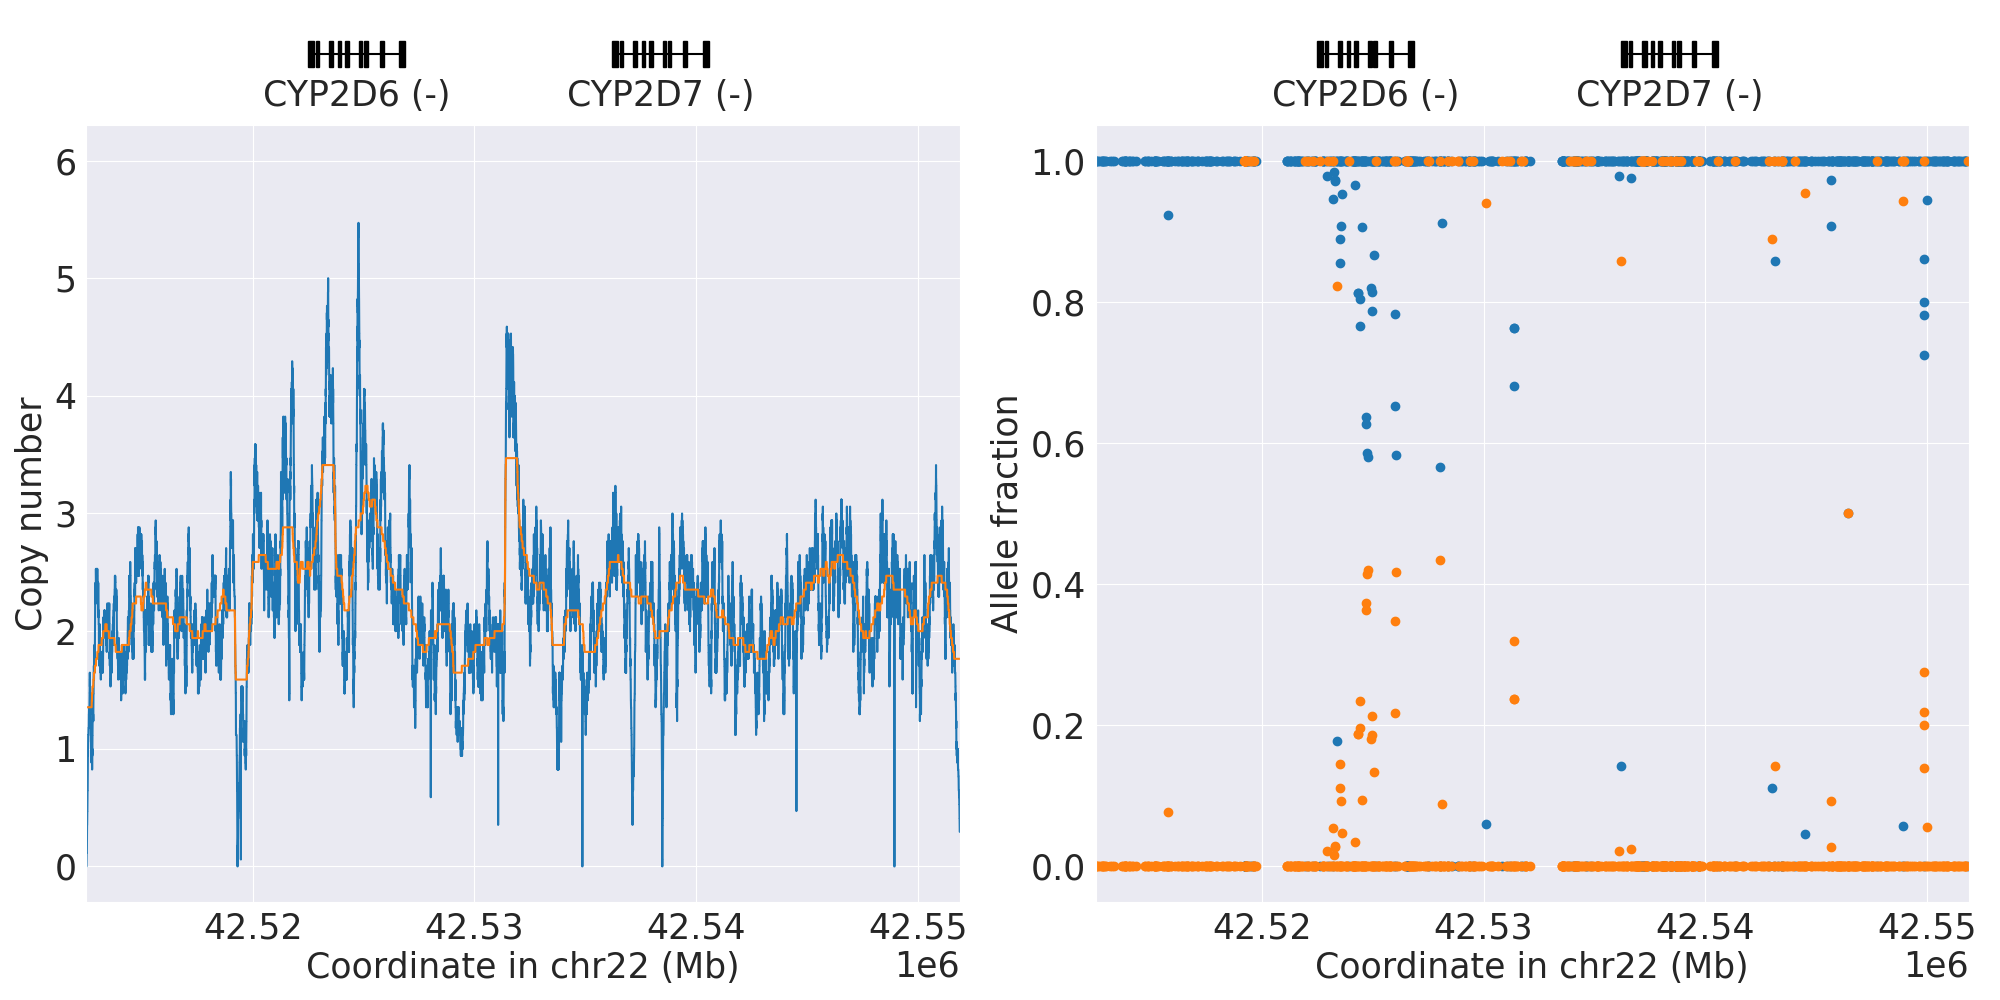 CYP2D6 (-) CYP2D7 (-)
6
5
4
3
2
1
0
Copy number
42.52 42.53 42.54 42.55
Coordinate in chr22 (Mb)
1e6
CYP2D6 (-) CYP2D7 (-)
1.0
0.8
0.6
0.4
0.2
0.0
Allele fraction
42.52 42.53 42.54 42.55
Coordinate in chr22 (Mb)
1e6